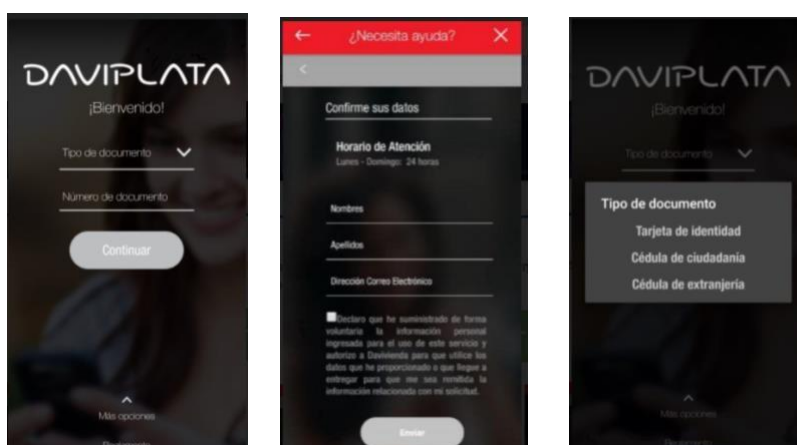 DAVIPLATA
¡Bienvenido!
Tipo de documento
Número de documento
Continuar
Más opciones
¿Necesita ayuda?
Confirme sus datos
Horario de Atención
Lunes - Domingo: 24 horas
Nombres
Apellidos
Dirección Correo Electrónico
Declaro que he suministrado de forma
voluntaria la información personal
ingresada para el uso de este servicio y
autorizo a Davivienda para que utilice los
datos que he proporcionado o que llegue a
entregar para que me sea remitida la
información relacionada con mi solicitud.
Enviar
DAVIPLATA
¡Bienvenido!
Tipo de documento
Tipo de documento
Tarjeta de identidad
Cédula de ciudadanía
Cédula de extranjería
Más opciones